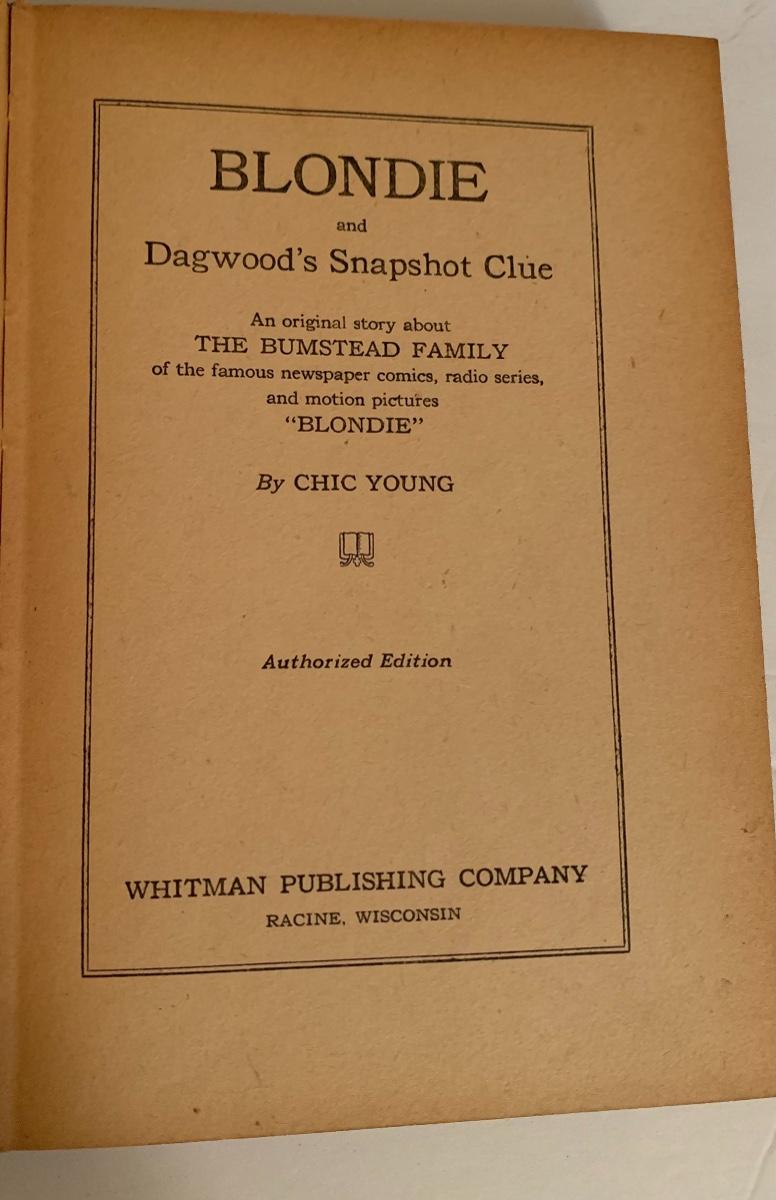 BLONDIE
and
Dagwood's Snapshot Clue
An original story about
THE BUMSTEAD FAMILY
of the famous newspaper comics, radio series,
and motion pictures
“BLONDIE”
By CHIC YOUNG
Authorized Edition
WHITMAN PUBLISHING COMPANY
RACINE, WISCONSIN